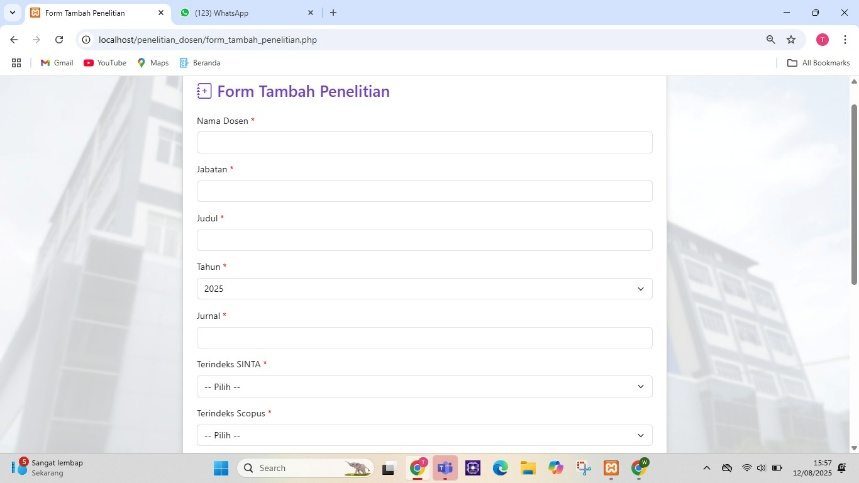 Form Tambah Penelitian
(123) WhatsApp
localhost/penelitian_dosen/form_tambah_penelitian.php
T
Gmail
YouTube
Maps
Beranda
All Bookmarks
Form Tambah Penelitian
Nama Dosen *
Jabatan *
Judul *
Tahun *
2025
Jurnal *
Terindeks SINTA *
-- Pilih --
Terindeks Scopus *
-- Pilih --
5
Sangat lembap
Sekarang
Search
T
W
15:57
12/08/2025